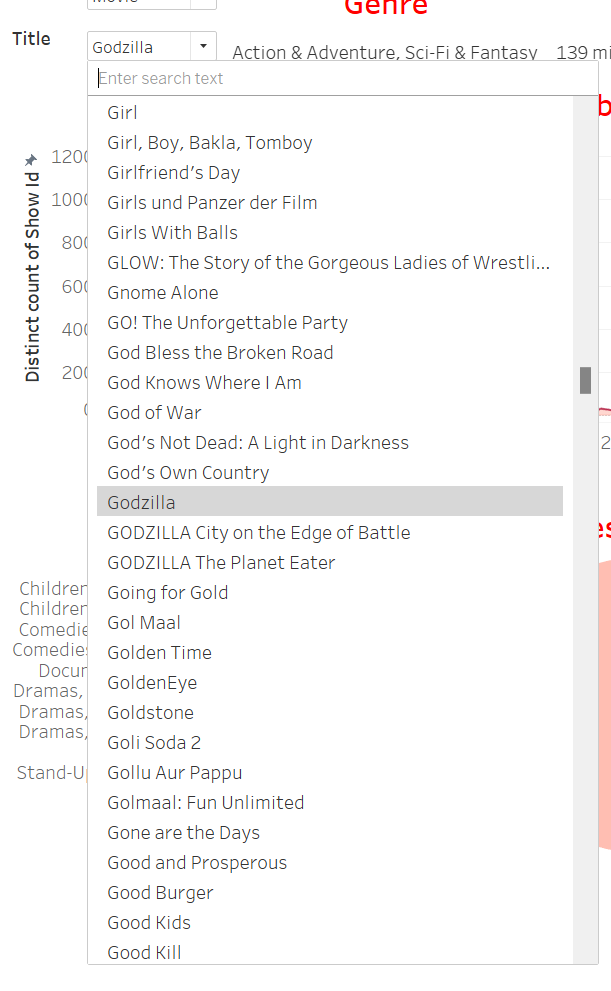 Genre
Title
Godzilla
Action & Adventure, Sci-Fi & Fantasy 139 mi
Enter search text
Girl
Girl, Boy, Bakla, Tomboy
Girlfriend's Day
Girls und Panzer der Film
Girls With Balls
GLOW: The Story of the Gorgeous Ladies of Wrestli...
Gnome Alone
GO! The Unforgettable Party
God Bless the Broken Road
God Knows Where I Am
God of War
God's Not Dead: A Light in Darkness
God's Own Country
Godzilla
GODZILLA City on the Edge of Battle
GODZILLA The Planet Eater
Going for Gold
Gol Maal
Golden Time
GoldenEye
Goldstone
Goli Soda 2
Gollu Aur Pappu
Golmaal: Fun Unlimited
Gone are the Days
Good and Prosperous
Good Burger
Good Kids
Good Kill
Distinct count of Show Id
1200
1000
800
600
400
200
0
2
Children
Children
Comedie
Comedies
Docum
Dramas,
Dramas,
Dramas,
Stand-Up